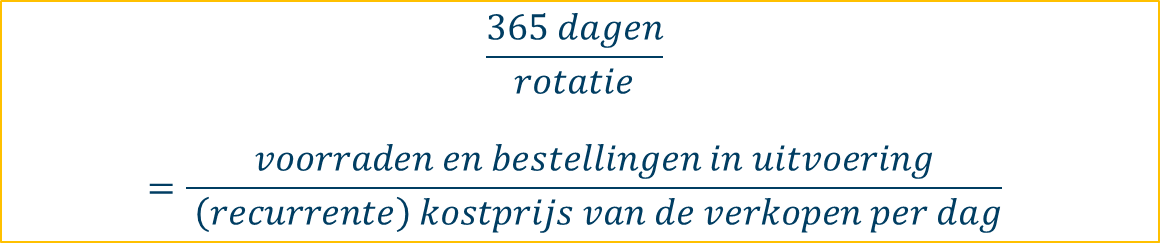 365 dagen
rotatie
voorraden en bestellingen in uitvoering
=
(recurrente) kostprijs van de verkopen per dag